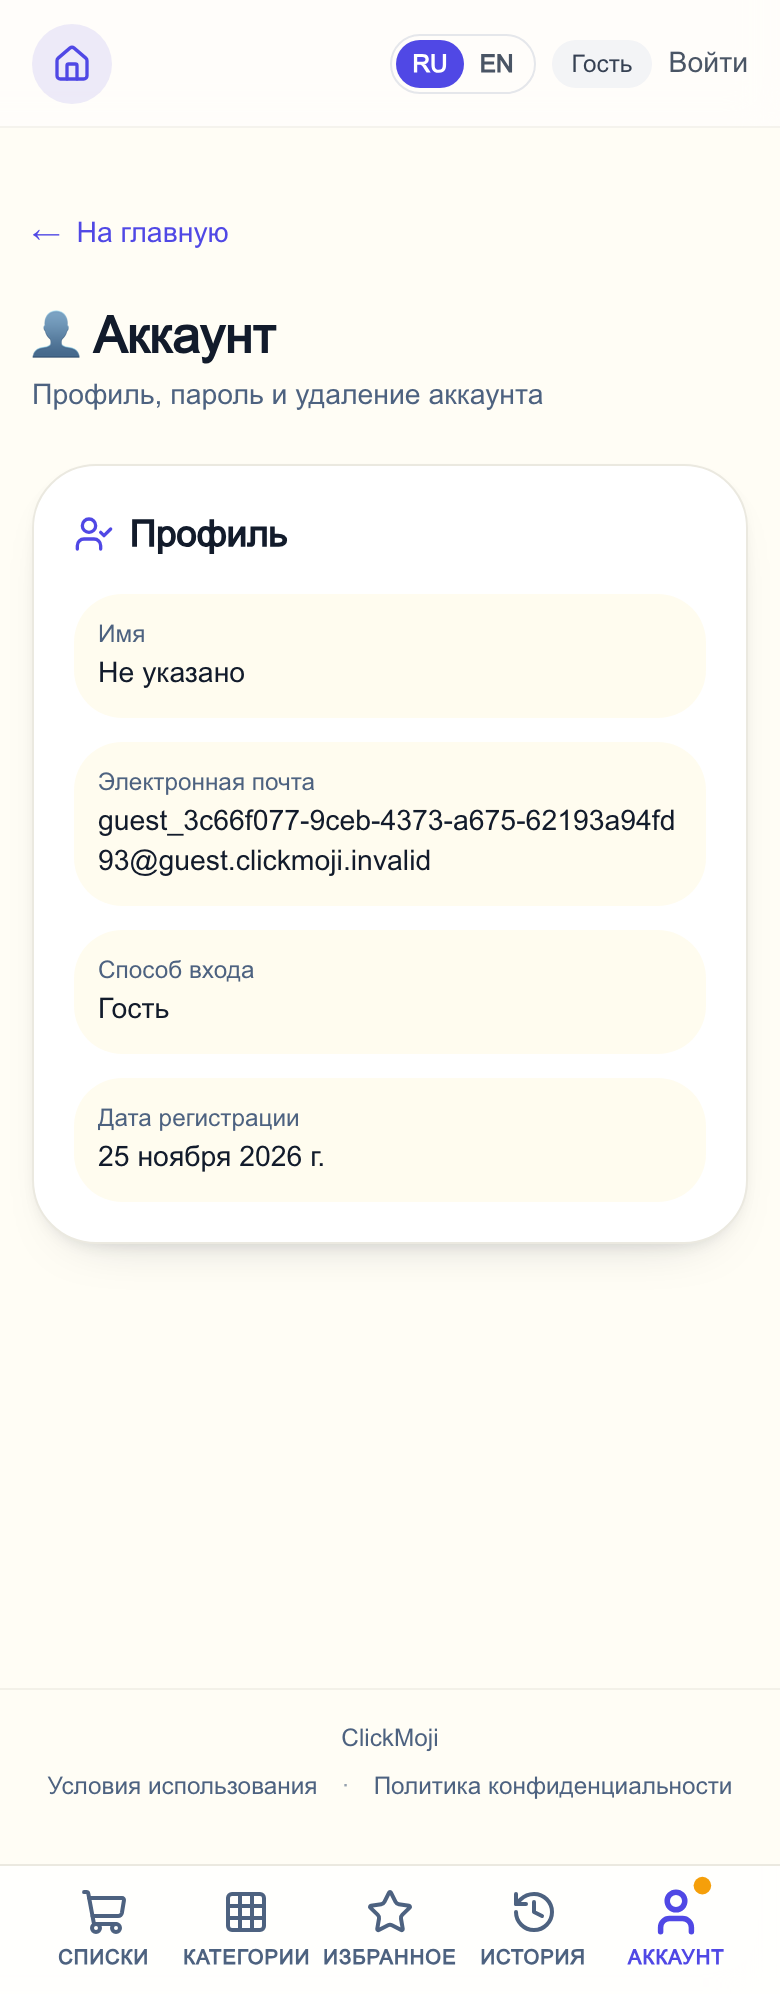 RU EN Гость Войти
← На главную
Аккаунт
Профиль, пароль и удаление аккаунта
Профиль
Имя
Не указано
Электронная почта
guest_3c66f077-9ceb-4373-a675-62193a94fd
93@guest.clickmoji.invalid
Способ входа
Гость
Дата регистрации
25 ноября 2026 г.
ClickMoji
Условия использования · Политика конфиденциальности
СПИСКИ КАТЕГОРИИ ИЗБРАННОЕ ИСТОРИЯ АККАУНТ